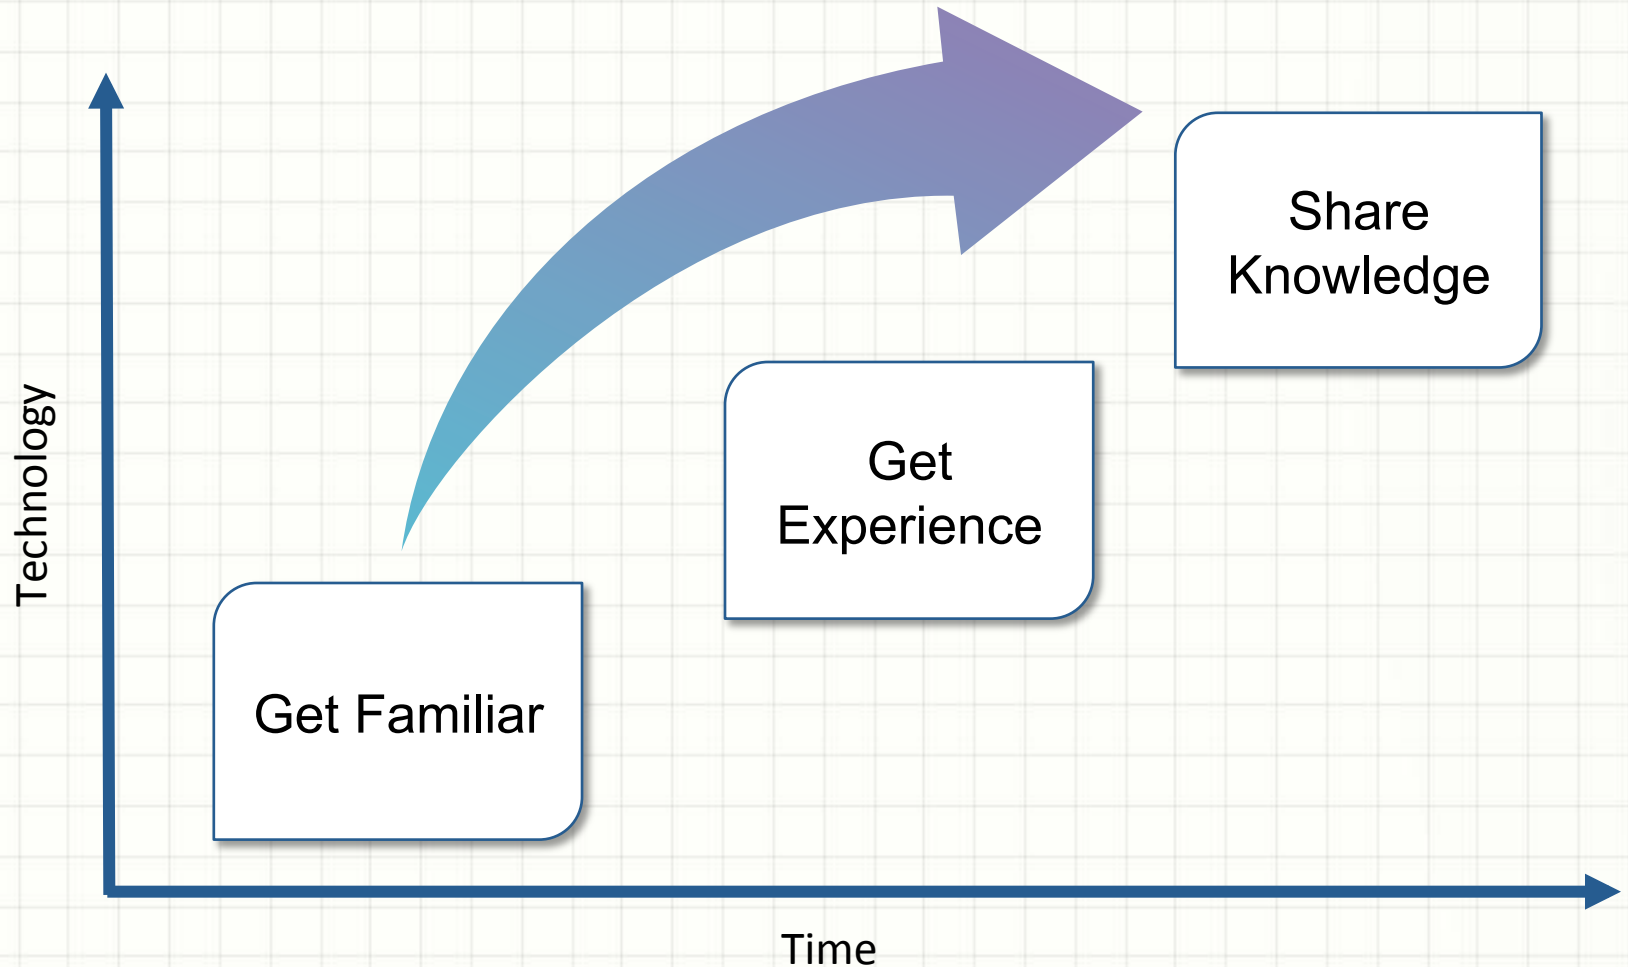 Technology
Share
Knowledge
Get
Experience
Get Familiar
Time